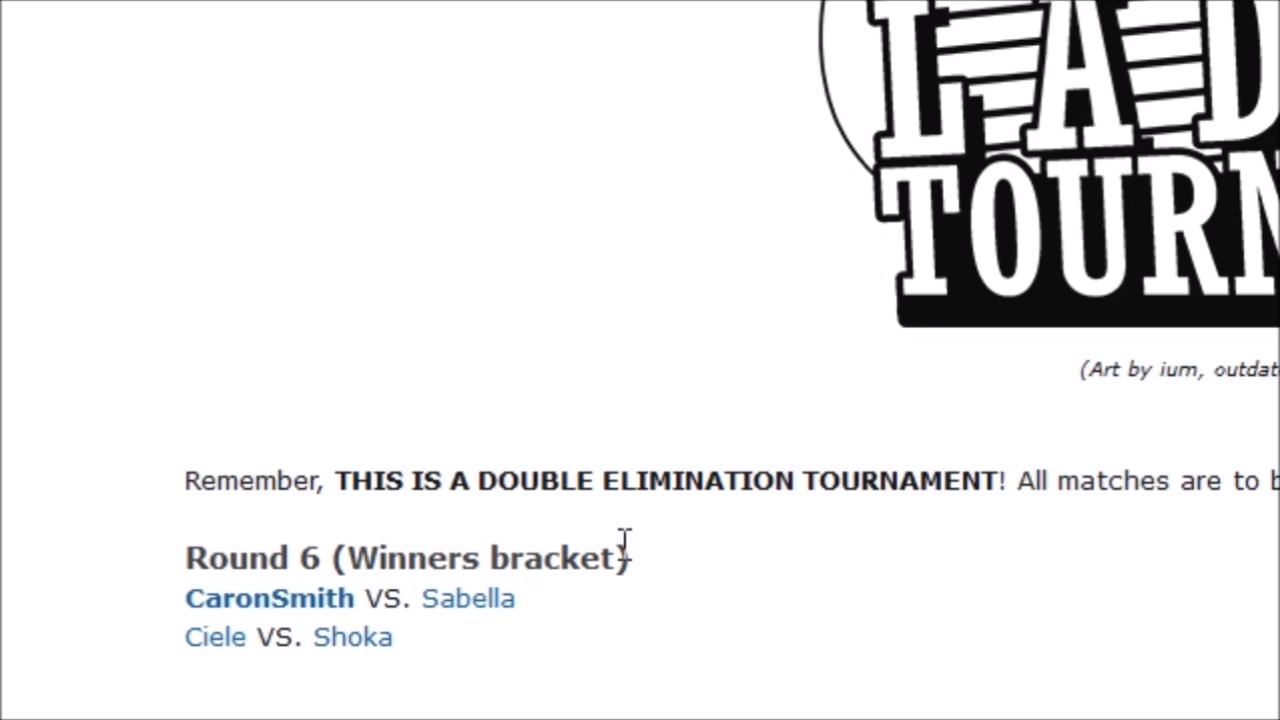 LAD
TOURN
(Art by ium, outdat
Remember, THIS IS A DOUBLE ELIMINATION TOURNAMENT! All matches are to b
Round 6 (Winners bracket)
CaronSmith VS. Sabella
Ciele VS. Shoka